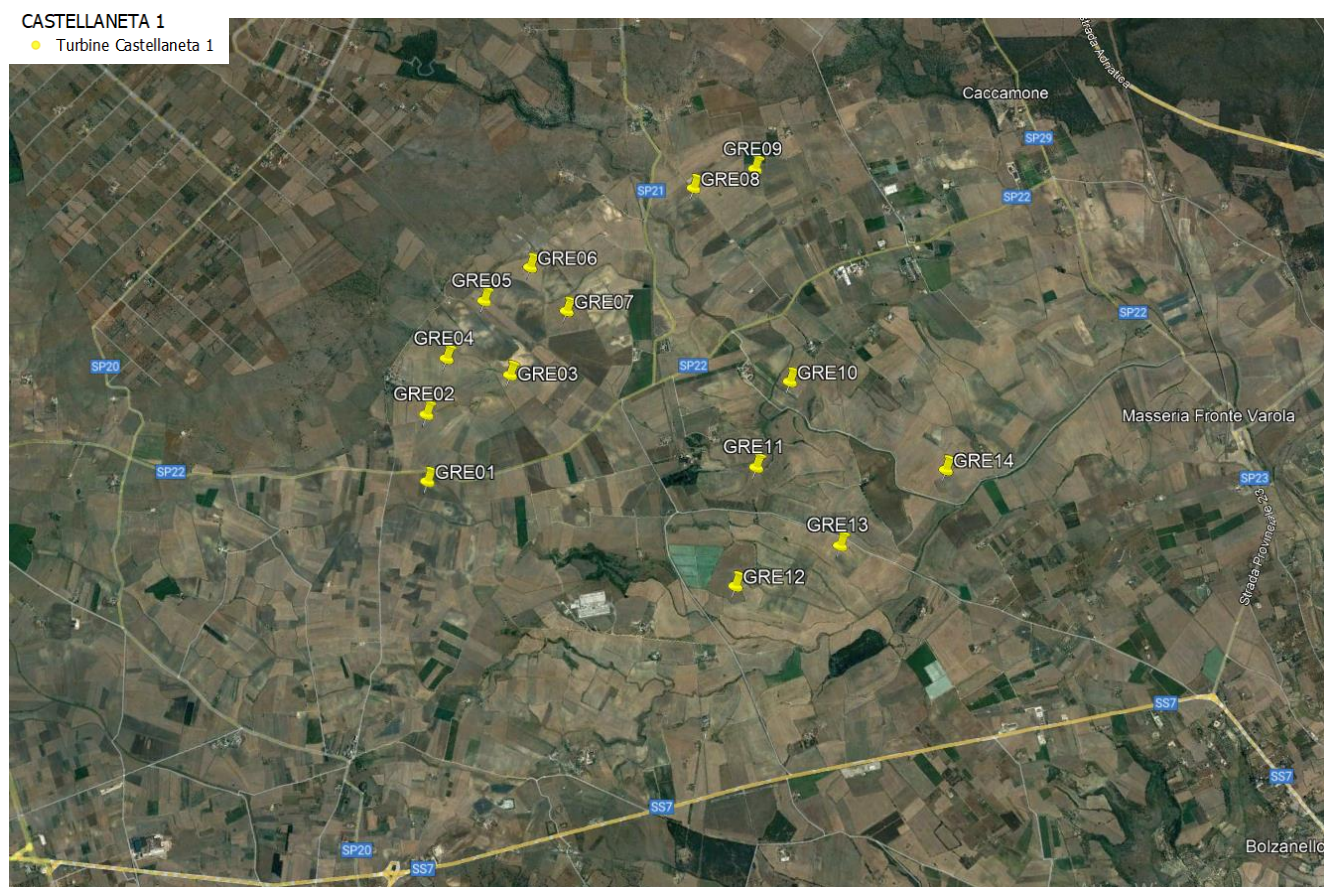 CASTELLANETA 1
Turbine Castellaneta 1
Strada Adriatica
Caccamone
SP29
GRE09
GRE08
SP21
SP22
GRE06
GRE05
GRE07
SP22
GRE04
SP20
SP22
GRE03
GRE10
GRE02
Masseria Fronte Varola
GRE11
GRE14
SP22
GRE01
SP23
Strada Provinciale 23
GRE13
GRE12
SS7
SS7
SS7
SP20
Bolzanello
SS7